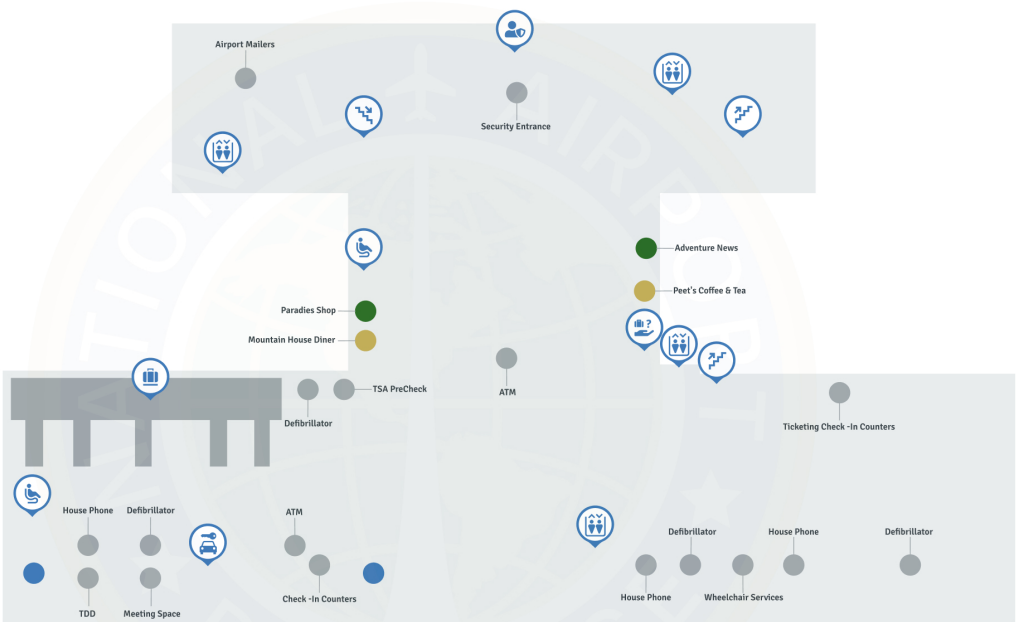 Airport Mailers
Security Entrance
Adventure News
Peet's Coffee & Tea
Paradies Shop
Mountain House Diner
?
TSA PreCheck
ATM
Defibrillator
Ticketing Check -In Counters
House Phone
Defibrillator
ATM
Defibrillator
House Phone
Defibrillator
Check -In Counters
House Phone
Wheelchair Services
TDD
Meeting Space
NATIONAL AIRPORT